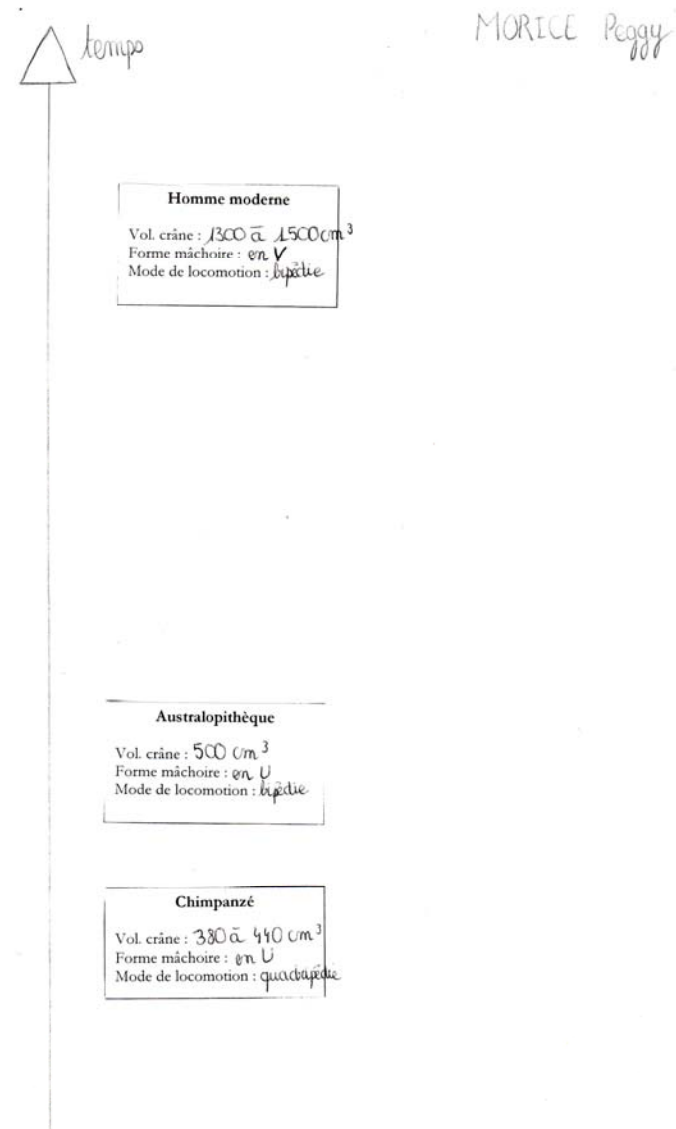 temps
MORICE Peggy
Homme moderne
Vol. crâne : 1300 à 1500 cm³
Forme mâchoire : en V
Mode de locomotion : bipédie
Australopithèque
Vol. crâne : 500 cm³
Forme mâchoire : en U
Mode de locomotion : bipédie
Chimpanzé
Vol. crâne : 380 à 440 cm³
Forme mâchoire : en U
Mode de locomotion : quadrupédie